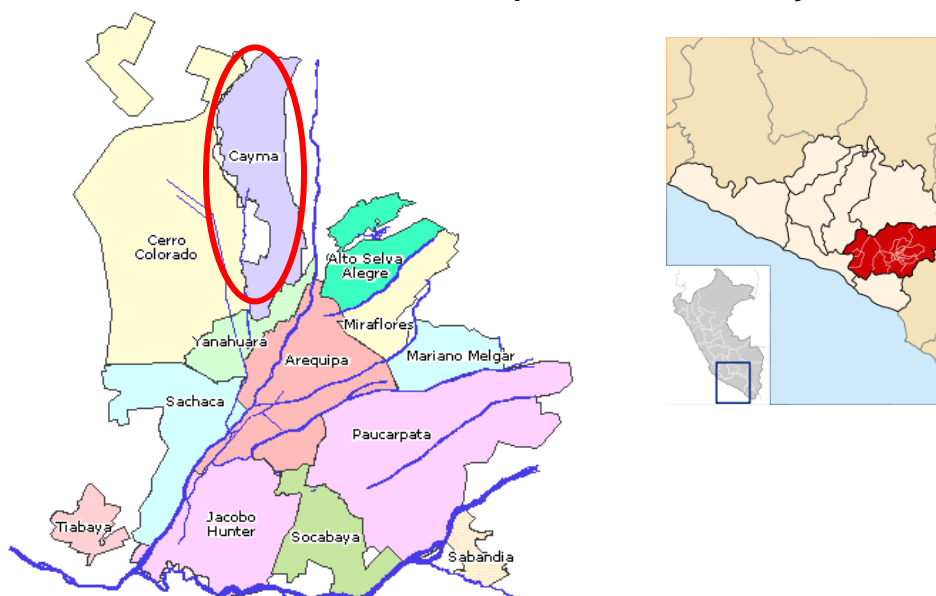 Cayma
Cerro
Colorado
Alto Selva
Alegre
Miraflores
Yanahuara
Arequipa
Mariano Melgar
Sachaca
Paucarpata
Jacobo
Hunter
Socabaya
Tiabaya
Sabandia